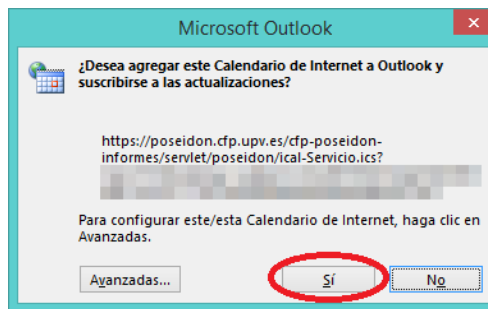 Microsoft Outlook
¿Desea agregar este Calendario de Internet a Outlook y
suscribirse a las actualizaciones?
https://poseidon.cfp.upv.es/cfp-poseidon-
informes/servlet/poseidon/ical-Servicio.ics?
Para configurar este/esta Calendario de Internet, haga clic en
Avanzadas.
Avanzadas...
Sí
No